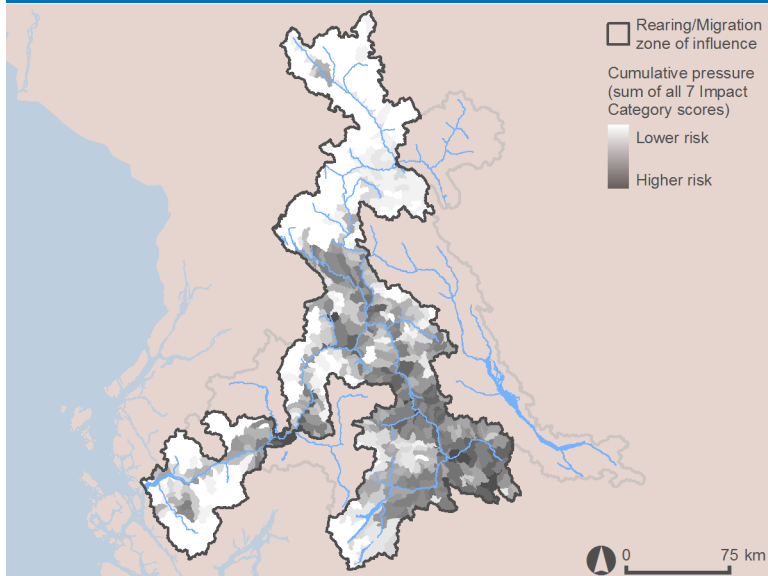 Rearing/Migration
zone of influence
Cumulative pressure
(sum of all 7 Impact
Category scores)
Lower risk
Higher risk
0 75 km